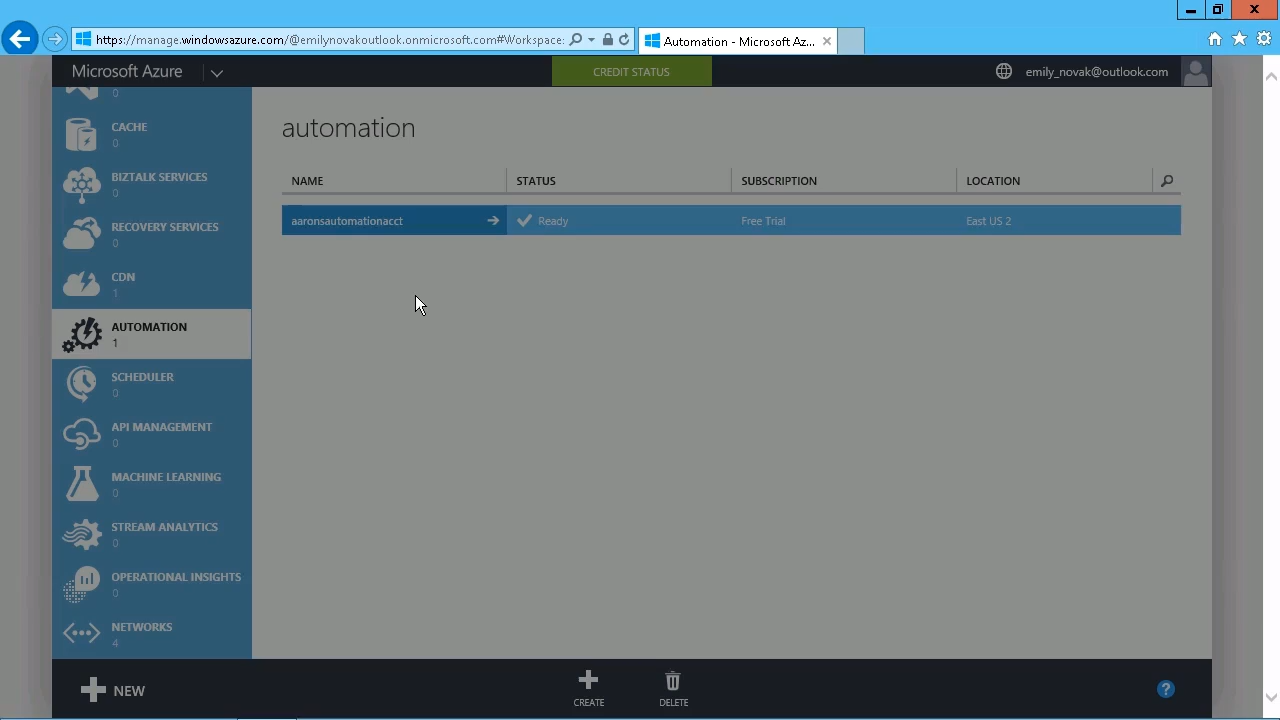 https://manage.windowsazure.com/@emilynovakoutlook.onmicrosoft.com#Workspace:
Automation - Microsoft Az...
Microsoft Azure
CREDIT STATUS
emily_novak@outlook.com
0
CACHE
0
BIZTALK SERVICES
0
RECOVERY SERVICES
0
CDN
1
AUTOMATION
1
SCHEDULER
0
API MANAGEMENT
0
MACHINE LEARNING
0
STREAM ANALYTICS
0
OPERATIONAL INSIGHTS
0
NETWORKS
4
automation
NAME STATUS SUBSCRIPTION LOCATION
aaronsautomationacct Ready Free Trial East US 2
NEW
CREATE
DELETE
?